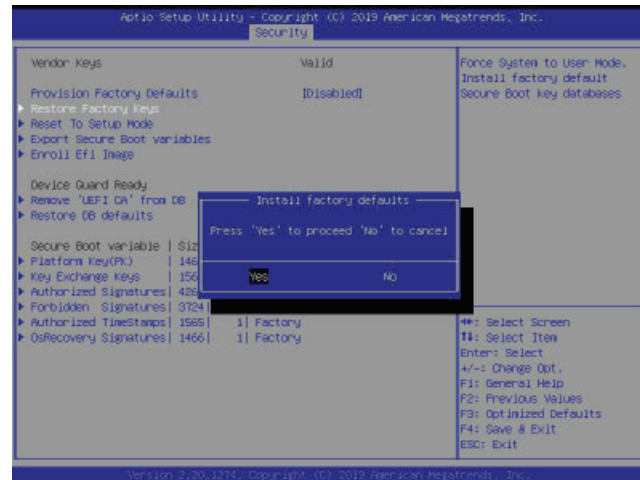 Aptio Setup Utility - Copyright (C) 2019 American Megatrends, Inc.
Security
Vendor Keys Valid
Provision Factory Defaults [Disabled]
Restore Factory Keys
Reset To Setup Mode
Export Secure Boot variables
Enroll Efi Image
Device Guard Ready
Remove 'UEFI CA' from DB
Restore DB defaults
Secure Boot variable | Siz
Platform Key(PK) | 146
Key Exchange Keys | 156
Authorized Signatures| 426
Forbidden Signatures| 3724|
Authorized TimeStamps| 1565| 1| Factory
OsRecovery Signatures| 1466| 1| Factory
Install factory defaults
Press 'Yes' to proceed 'No' to cancel
Yes No
Force System to User Mode.
Install factory default
Secure Boot key databases
↔: Select Screen
↑↓: Select Item
Enter: Select
+/-: Change Opt.
F1: General Help
F2: Previous Values
F3: Optimized Defaults
F4: Save & Exit
ESC: Exit
Version 2.20.1274. Copyright (C) 2019 American Megatrends, Inc.